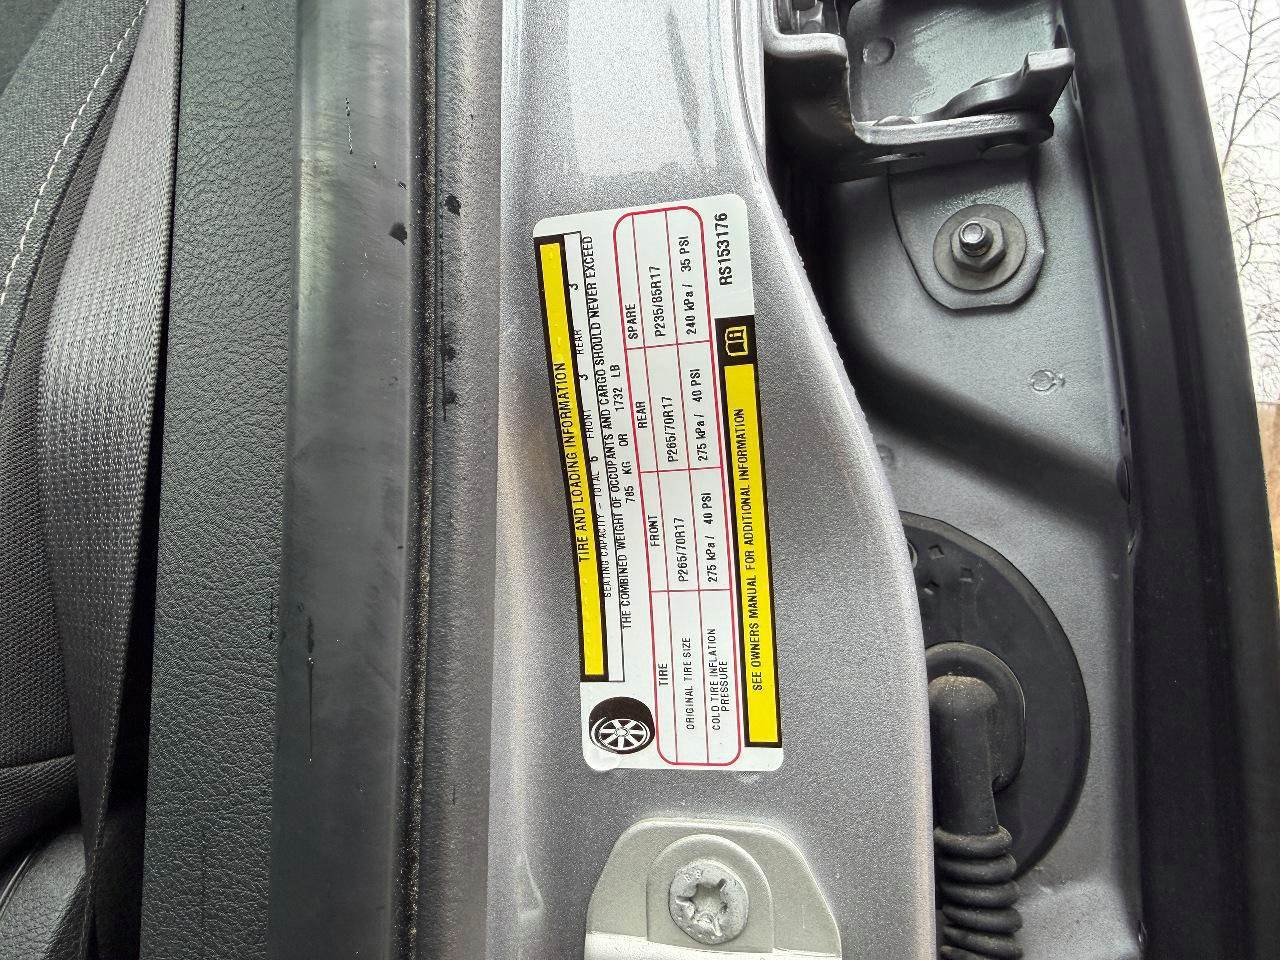 TIRE AND LOADING INFORMATION
SEATING CAPACITY - TOTAL 6 FRONT 3 REAR 3
THE COMBINED WEIGHT OF OCCUPANTS AND CARGO SHOULD NEVER EXCEED
785 KG OR 1732 LB
TIRE FRONT REAR SPARE
ORIGINAL TIRE SIZE P265/70R17 P265/70R17 P235/85R17
COLD TIRE INFLATION PRESSURE 275 kPa / 40 PSI 275 kPa / 40 PSI 240 kPa / 35 PSI
SEE OWNERS MANUAL FOR ADDITIONAL INFORMATION
RS153176